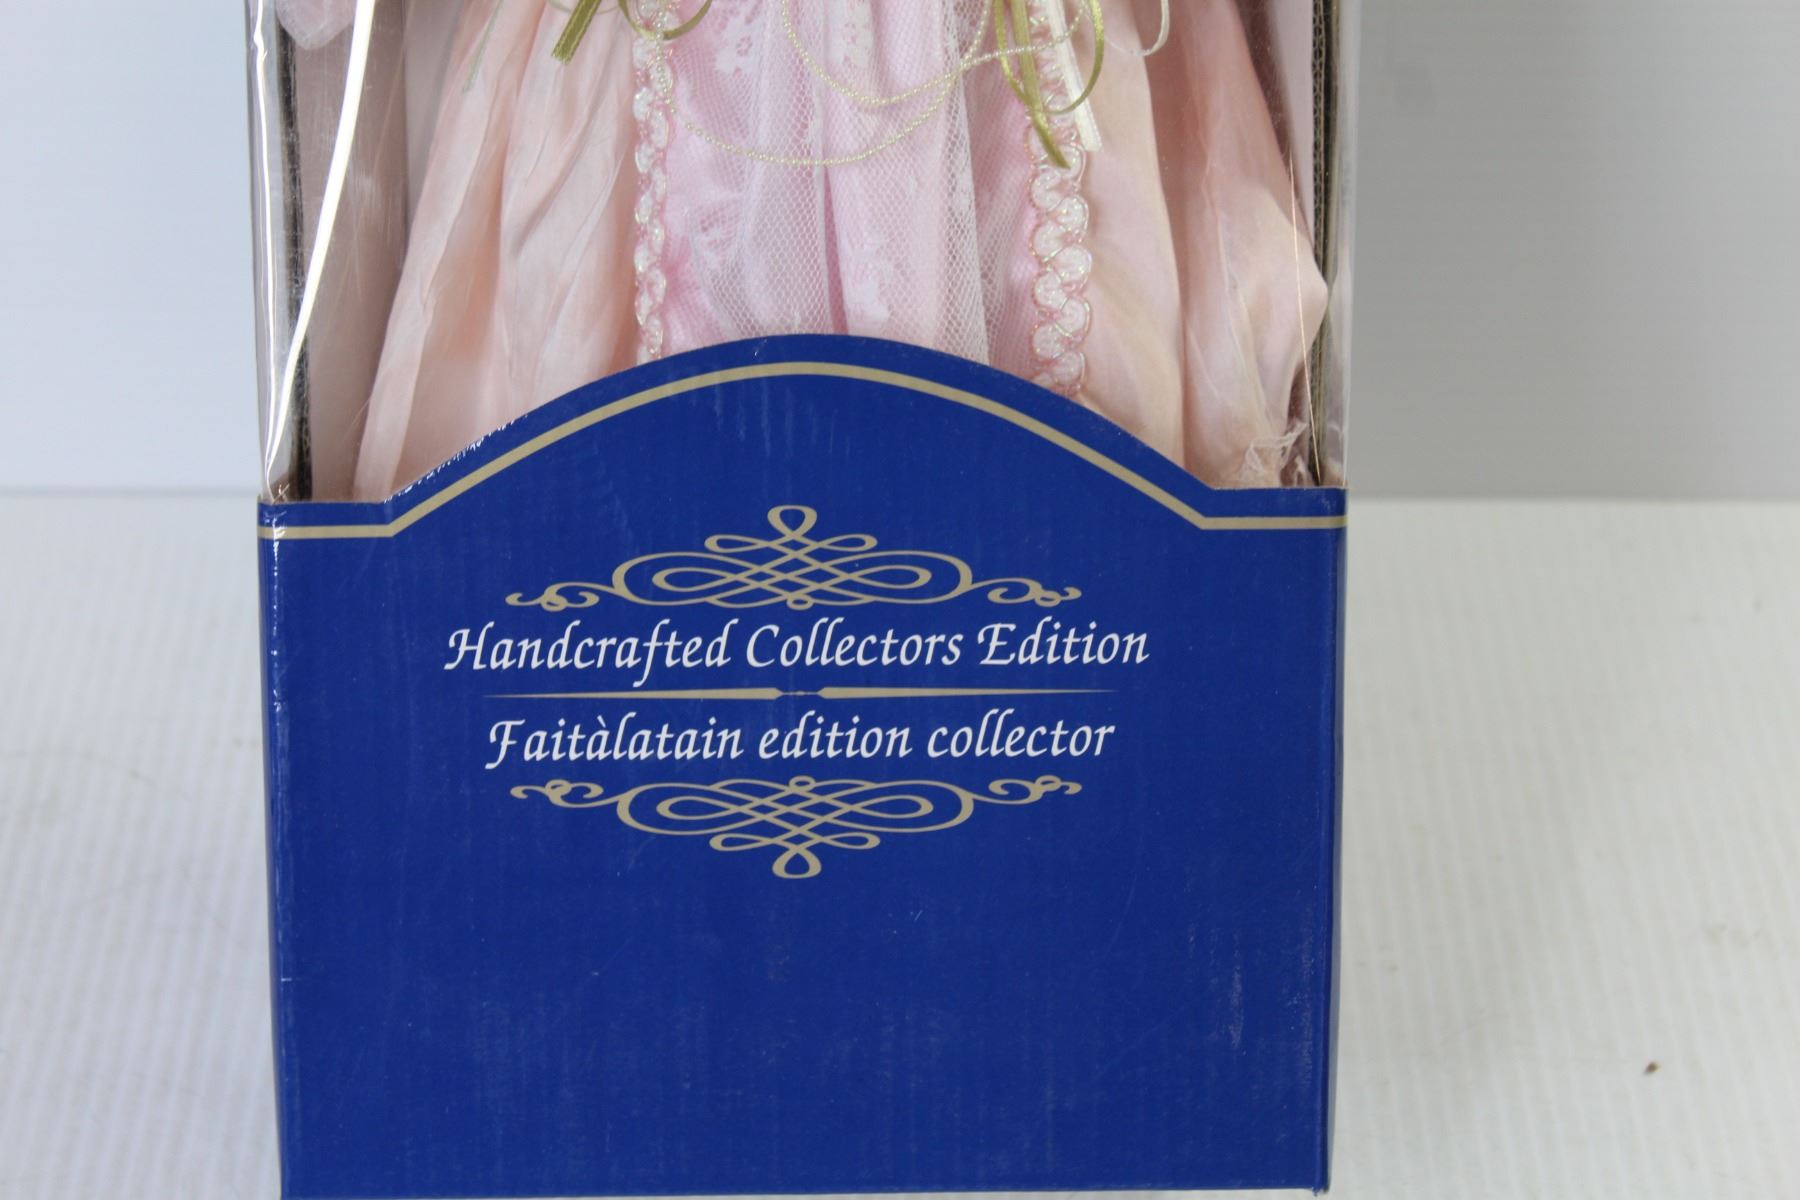 Handcrafted Collectors Edition
Faitàlatain edition collector